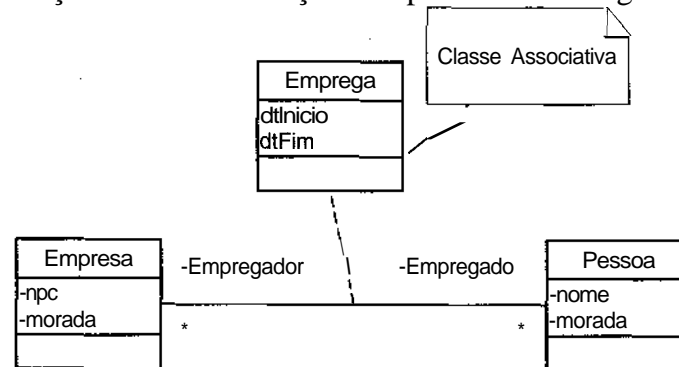 Classe Associativa
Emprega
dtInicio
dtFim
Empresa
-npc
-morada
-Empregador
-Empregado
*
*
Pessoa
-nome
-morada